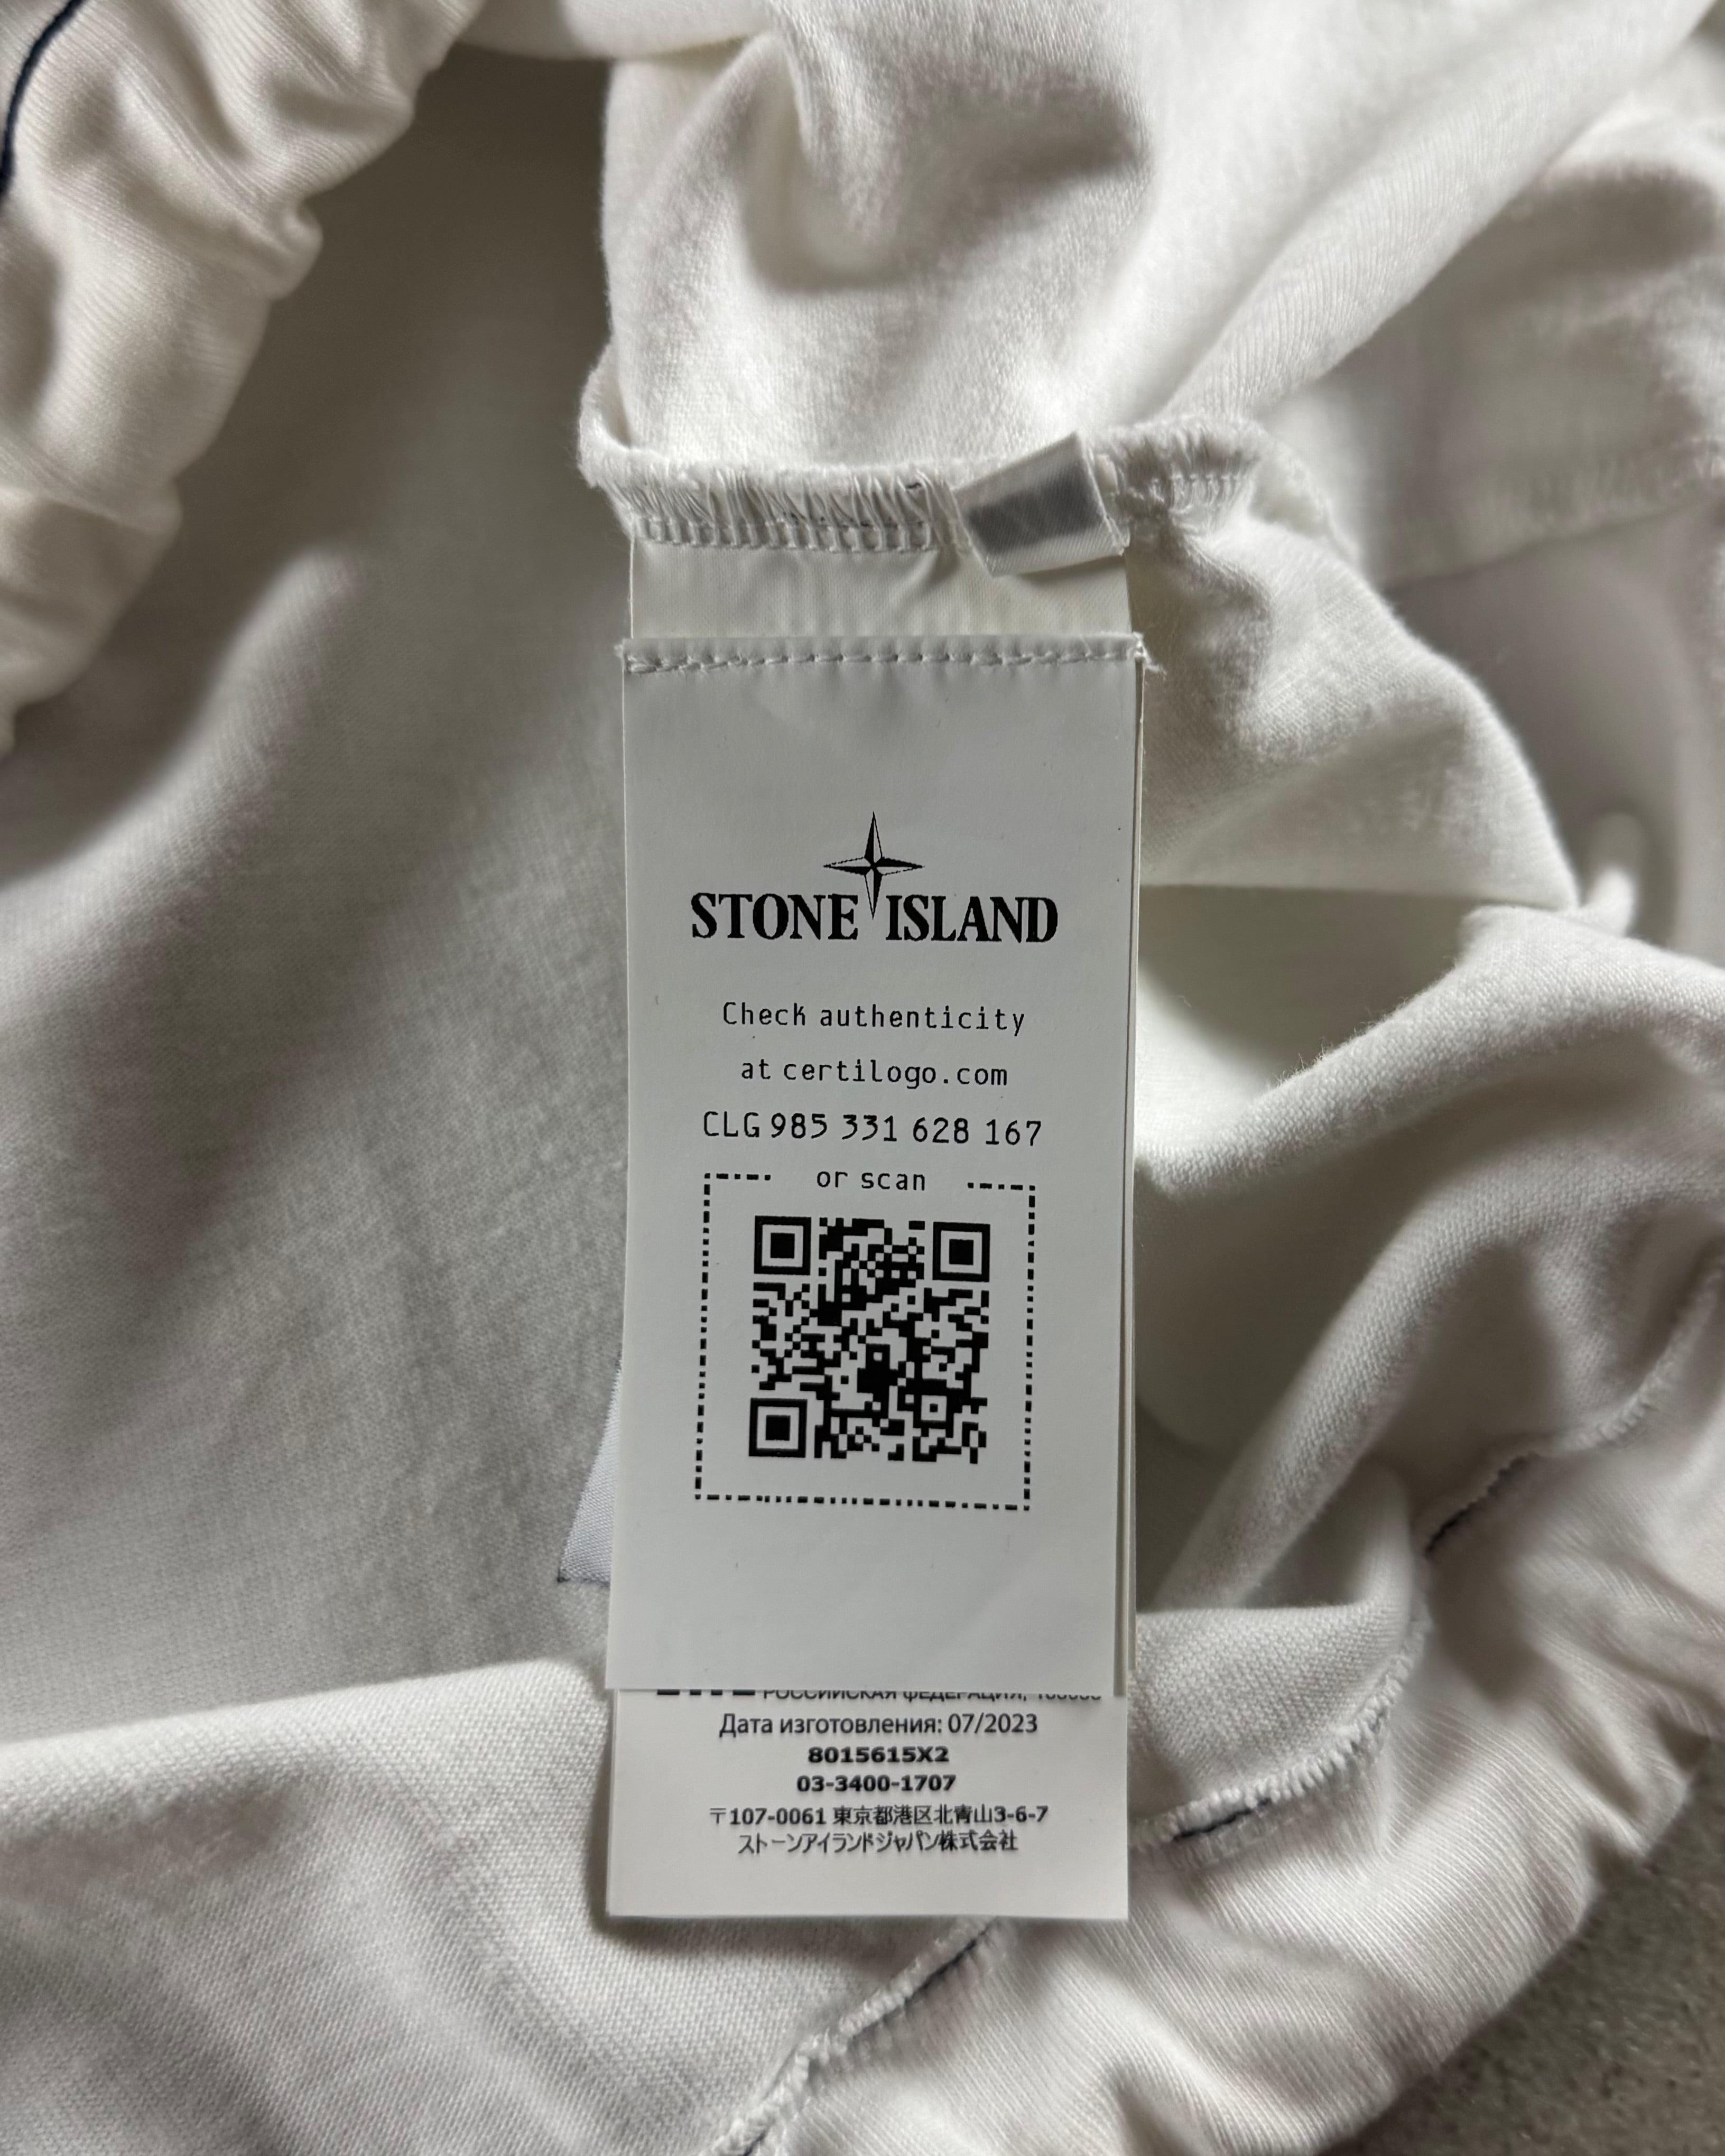 STONE ISLAND
Check authenticity
at certilogo.com
CLG 985 331 628 167
or scan
РОССИЙСКАЯ ФЕДЕРАЦИЯ,
Дата изготовления: 07/2023
8015615X2
03-3400-1707
〒107-0061 東京都港区北青山3-6-7
ストーンアイランドジャパン株式会社